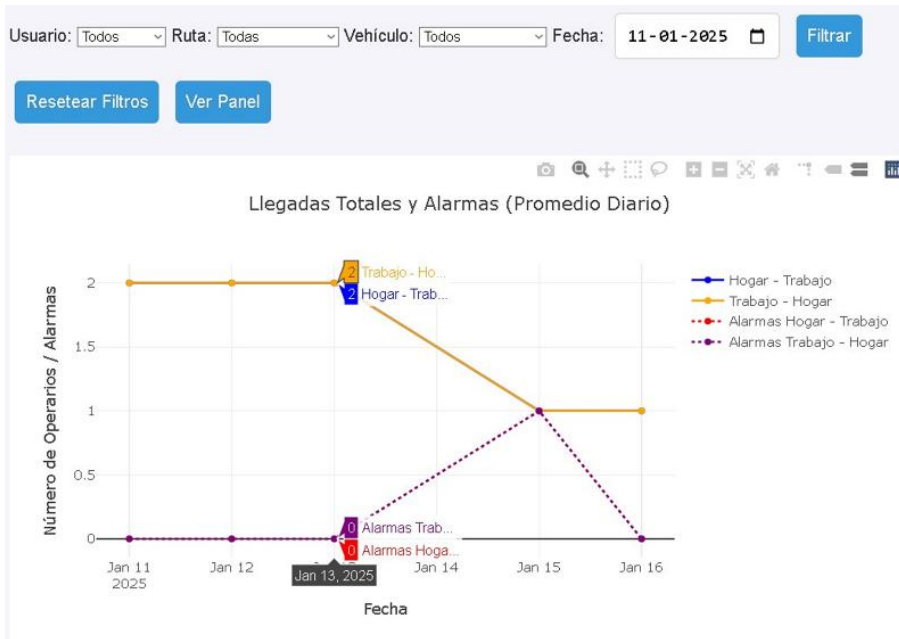 Usuario: Todos Ruta: Todas Vehículo: Todos Fecha: 11-01-2025 Filtrar
Resetear Filtros Ver Panel
Llegadas Totales y Alarmas (Promedio Diario)
Número de Operarios / Alarmas
2
1.5
1
0.5
0
2 Trabajo - Ho...
2 Hogar - Trab...
0 Alarmas Trab...
0 Alarmas Hoga...
Hogar - Trabajo
Trabajo - Hogar
Alarmas Hogar - Trabajo
Alarmas Trabajo - Hogar
Jan 11 Jan 12 Jan 14 Jan 15 Jan 16
2025
Jan 13, 2025
Fecha